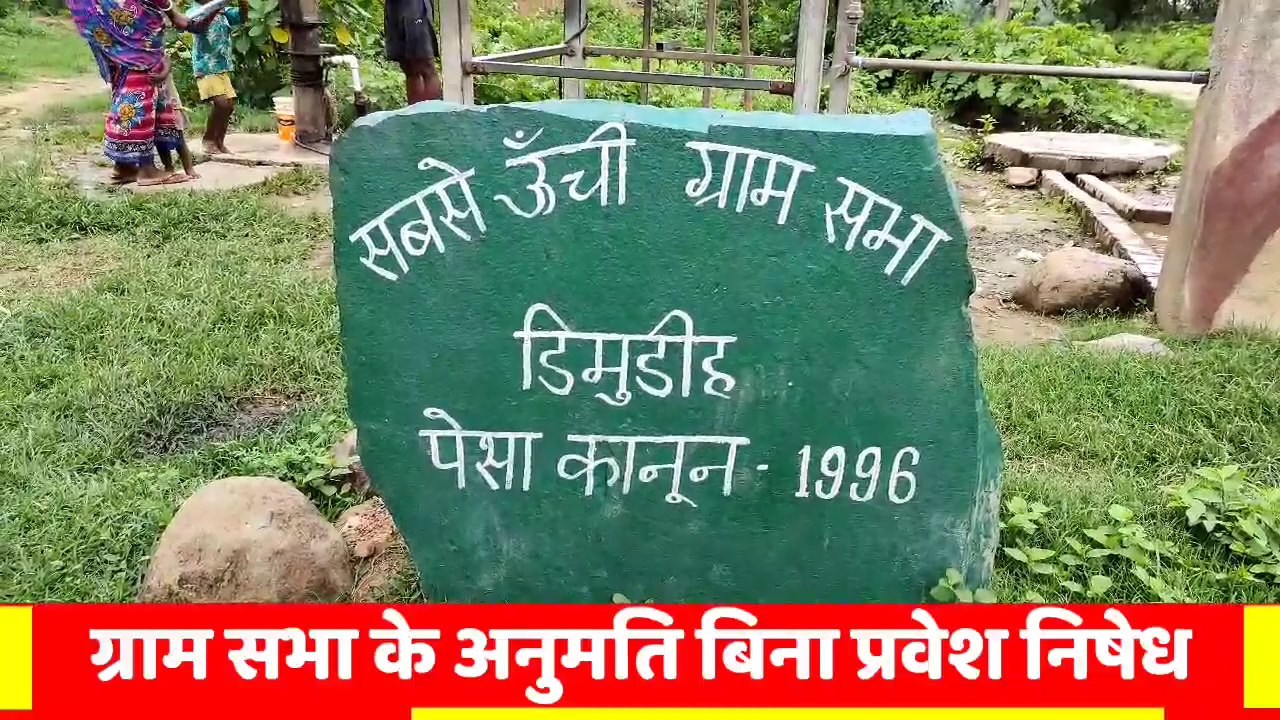 सबसे ऊँची ग्राम सभा
डिमुडीह
पेसा कानून - 1996
ग्राम सभा के अनुमति बिना प्रवेश निषेध